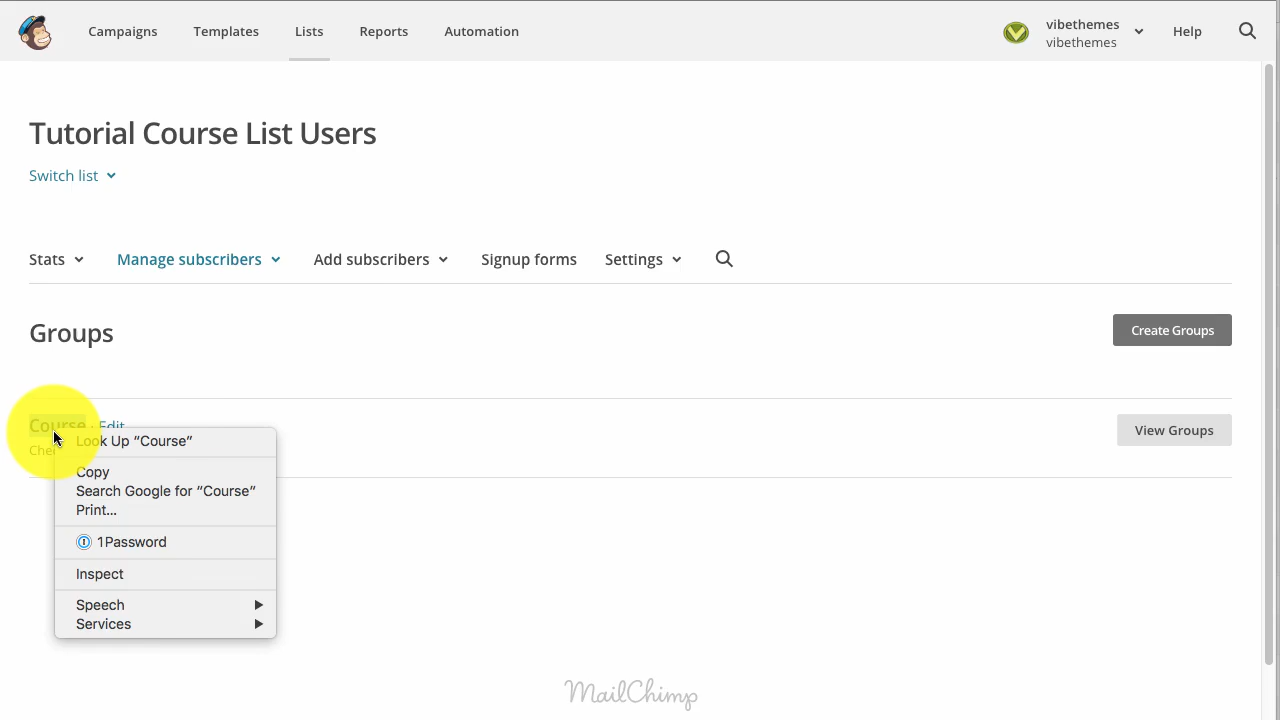 Campaigns Templates Lists Reports Automation vibethemes Help
vibethemes
Tutorial Course List Users
Switch list
Stats Manage subscribers Add subscribers Signup forms Settings
Groups Create Groups
Course · Edit
View Groups
Look Up “Course”
Copy
Search Google for “Course”
Print...
1Password
Inspect
Speech
Services
MailChimp